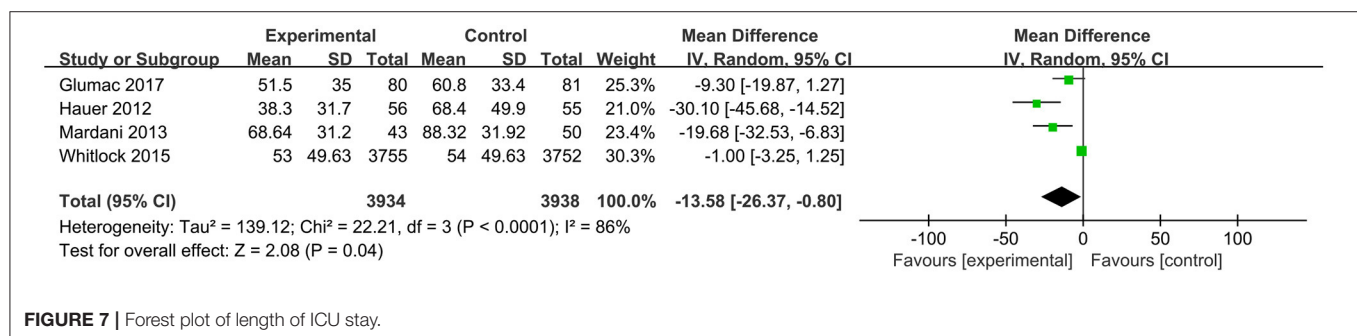 Experimental Control Mean Difference Mean Difference
Study or Subgroup Mean SD Total Mean SD Total Weight IV, Random, 95% CI IV, Random, 95% CI
Glumac 2017 51.5 35 80 60.8 33.4 81 25.3% -9.30 [-19.87, 1.27]
Hauer 2012 38.3 31.7 56 68.4 49.9 55 21.0% -30.10 [-45.68, -14.52]
Mardani 2013 68.64 31.2 43 88.32 31.92 50 23.4% -19.68 [-32.53, -6.83]
Whitlock 2015 53 49.63 3755 54 49.63 3752 30.3% -1.00 [-3.25, 1.25]
Total (95% CI) 3934 3938 100.0% -13.58 [-26.37, -0.80]
Heterogeneity: Tau² = 139.12; Chi² = 22.21, df = 3 (P < 0.0001); I² = 86%
Test for overall effect: Z = 2.08 (P = 0.04)
-100 -50 0 50 100
Favours [experimental] Favours [control]
FIGURE 7 | Forest plot of length of ICU stay.